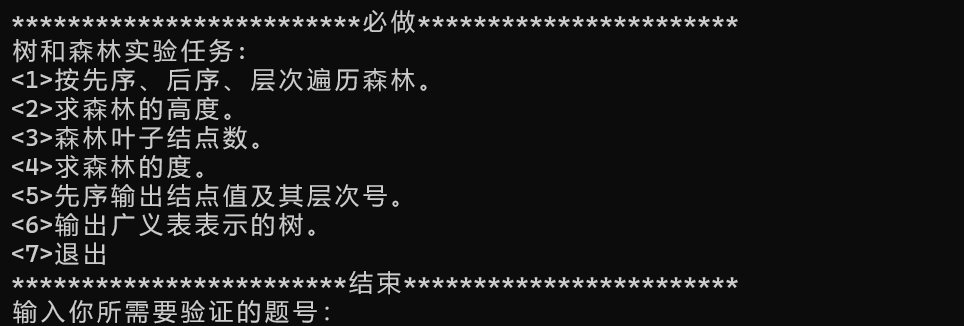 *************************必做***********************
树和森林实验任务:
<1>按先序、后序、层次遍历森林。
<2>求森林的高度。
<3>森林叶子结点数。
<4>求森林的度。
<5>先序输出结点值及其层次号。
<6>输出广义表表示的树。
<7>退出
************************结束************************
输入你所需要验证的题号: